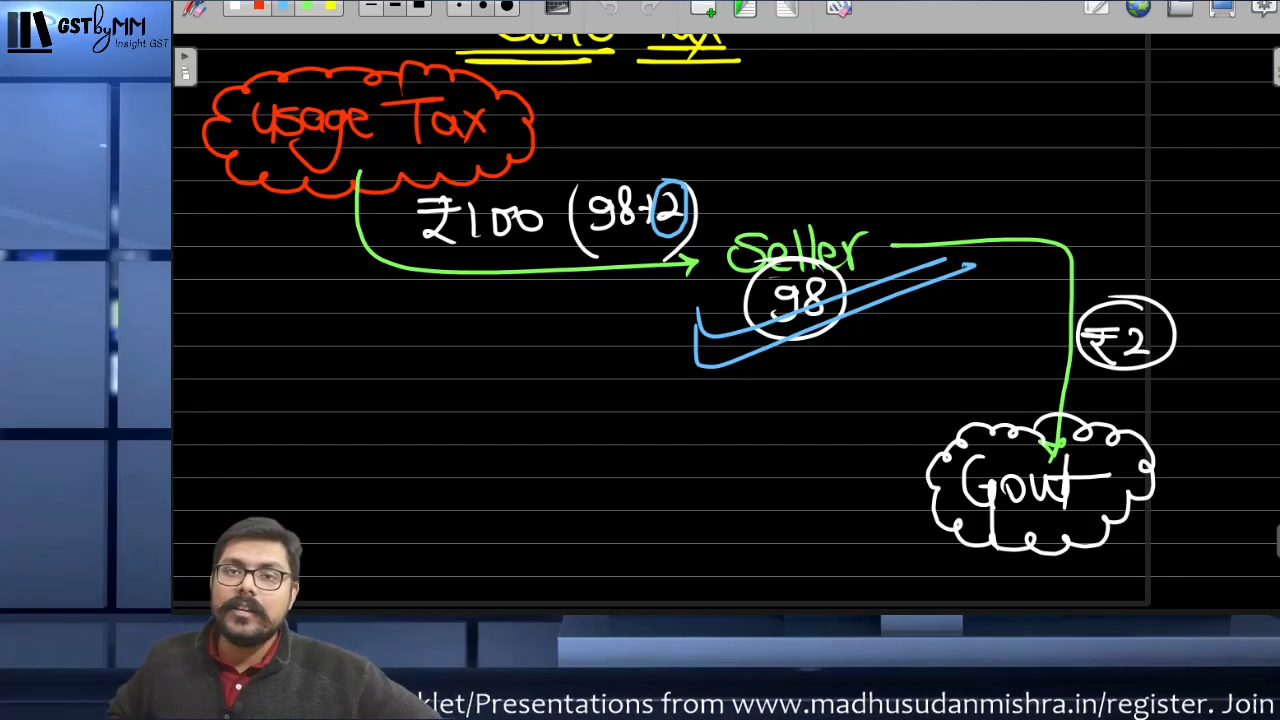 GSTbyMM
Insight GST
Tax
Usage Tax
₹100 (98+2)
Seller
98
₹2
Govt
klet/Presentations from www.madhusudanmishra.in/register. Join